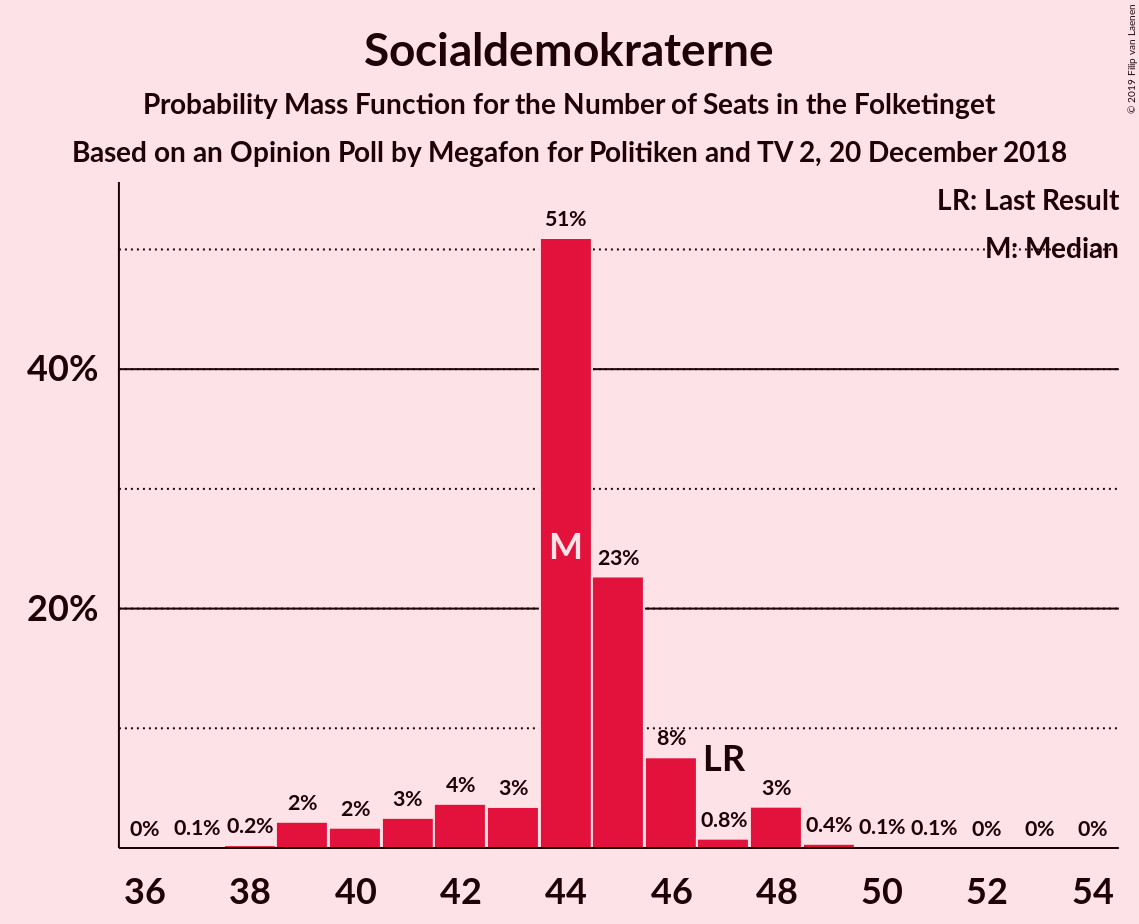 Socialdemokraterne
Probability Mass Function for the Number of Seats in the Folketinget
Based on an Opinion Poll by Megafon for Politiken and TV 2, 20 December 2018
© 2019 Filip van Laenen
LR: Last Result
M: Median
40%
20%
0%
0.1%
0.2%
2%
2%
3%
4%
3%
51%
M
23%
8%
LR
0.8%
3%
0.4%
0.1%
0.1%
0%
0%
0%
36 38 40 42 44 46 48 50 52 54